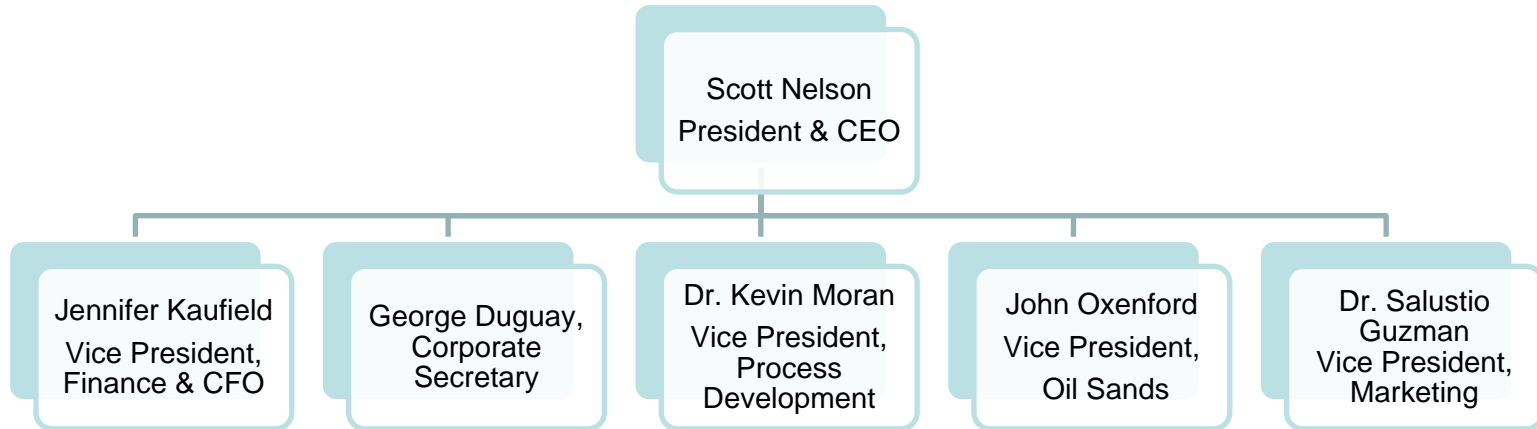 Scott Nelson
President & CEO
Jennifer Kaufield
Vice President,
Finance & CFO
George Duguay,
Corporate
Secretary
Dr. Kevin Moran
Vice President,
Process
Development
John Oxenford
Vice President,
Oil Sands
Dr. Salustio
Guzman
Vice President,
Marketing